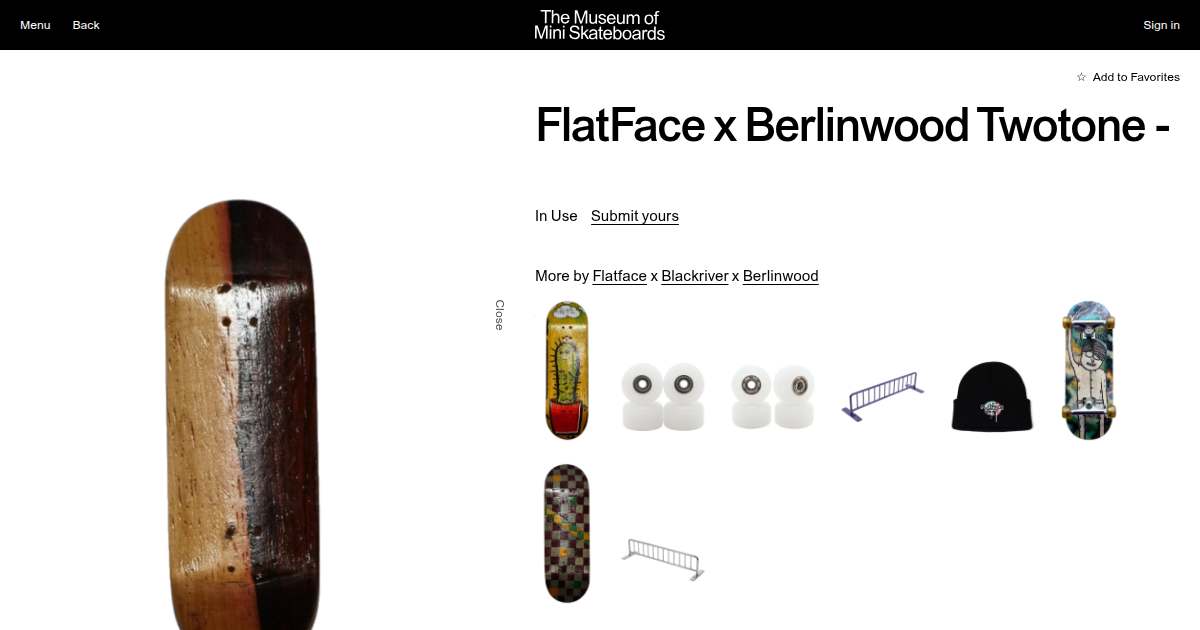 Menu
Back
The Museum of
Mini Skateboards
Sign in
☆ Add to Favorites
FlatFace x Berlinwood Twotone -
In Use Submit yours
More by Flatface x Blackriver x Berlinwood
Close